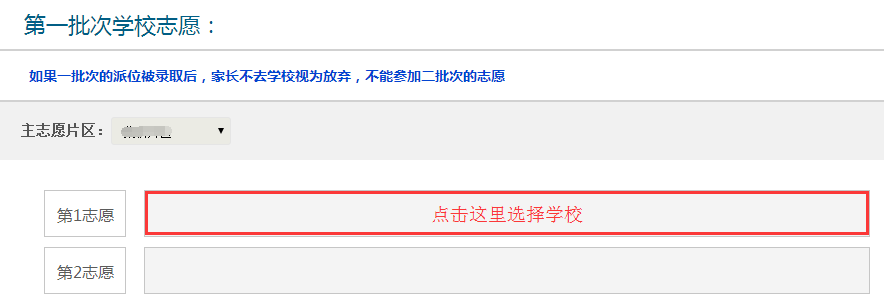 第一批次学校志愿：
如果一批次的派位被录取后，家长不去学校视为放弃，不能参加二批次的志愿
主志愿片区：
第1志愿
点击这里选择学校
第2志愿